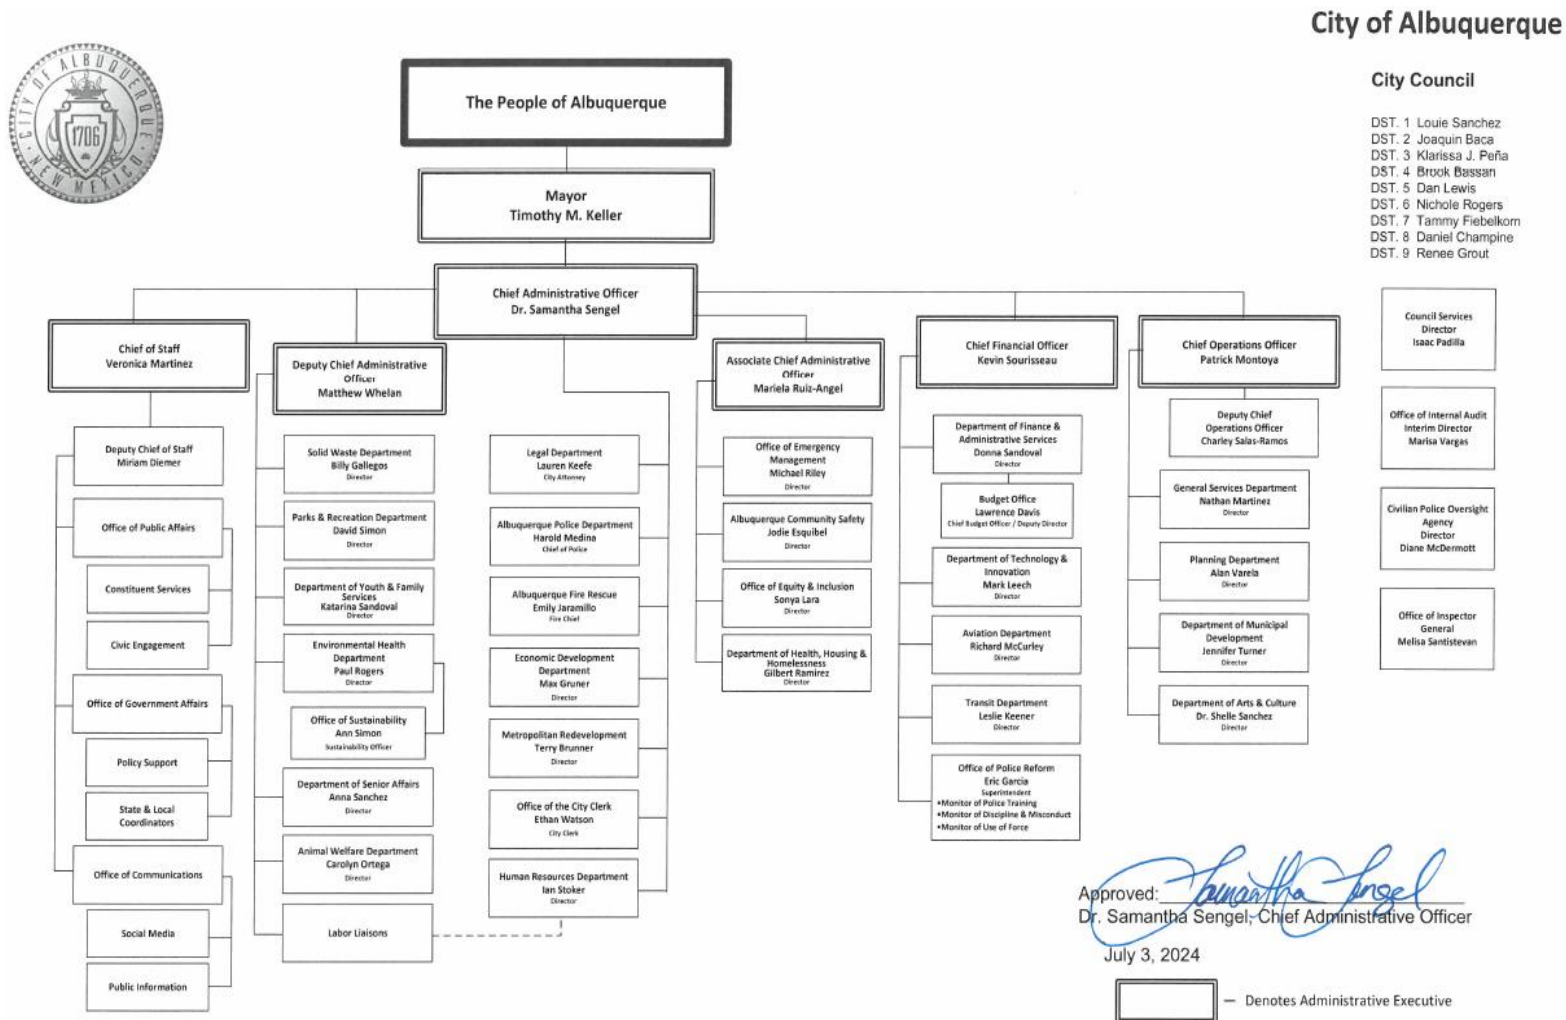 City of Albuquerque
CITY OF ALBUQUERQUE
NEW MEXICO
1706
The People of Albuquerque
Mayor
Timothy M. Keller
Chief Administrative Officer
Dr. Samantha Sengel
City Council
DST. 1 Louie Sanchez
DST. 2 Joaquin Baca
DST. 3 Klarissa J. Peña
DST. 4 Brook Bassan
DST. 5 Dan Lewis
DST. 6 Nichole Rogers
DST. 7 Tammy Fiebelkorn
DST. 8 Daniel Champine
DST. 9 Renee Grout
Council Services
Director
Isaac Padilla
Office of Internal Audit
Interim Director
Marisa Vargas
Civilian Police Oversight
Agency
Director
Diane McDermott
Office of Inspector
General
Melisa Santistevan
Chief of Staff
Veronica Martinez
Deputy Chief of Staff
Miriam Diemer
Office of Public Affairs
Constituent Services
Civic Engagement
Office of Government Affairs
Policy Support
State & Local
Coordinators
Office of Communications
Social Media
Public Information
Deputy Chief Administrative
Officer
Matthew Whelan
Solid Waste Department
Billy Gallegos
Director
Parks & Recreation Department
David Simon
Director
Department of Youth & Family
Services
Katarina Sandoval
Director
Environmental Health
Department
Paul Rogers
Director
Office of Sustainability
Ann Simon
Sustainability Officer
Department of Senior Affairs
Anna Sanchez
Director
Animal Welfare Department
Carolyn Ortega
Director
Labor Liaisons
Legal Department
Lauren Keefe
City Attorney
Albuquerque Police Department
Harold Medina
Chief of Police
Albuquerque Fire Rescue
Emily Jaramillo
Fire Chief
Economic Development
Department
Max Gruner
Director
Metropolitan Redevelopment
Terry Brunner
Director
Office of the City Clerk
Ethan Watson
City Clerk
Human Resources Department
Ian Stoker
Director
Associate Chief Administrative
Officer
Mariela Ruiz-Angel
Office of Emergency
Management
Michael Riley
Director
Albuquerque Community Safety
Jodie Esquibel
Director
Office of Equity & Inclusion
Sonya Lara
Director
Department of Health, Housing &
Homelessness
Gilbert Ramirez
Director
Chief Financial Officer
Kevin Sourisseau
Department of Finance &
Administrative Services
Donna Sandoval
Director
Budget Office
Lawrence Davis
Chief Budget Officer / Deputy Director
Department of Technology &
Innovation
Mark Leech
Director
Aviation Department
Richard McCurley
Director
Transit Department
Leslie Keener
Director
Office of Police Reform
Eric Garcia
Superintendent
•Monitor of Police Training
•Monitor of Discipline & Misconduct
•Monitor of Use of Force
Chief Operations Officer
Patrick Montoya
Deputy Chief
Operations Officer
Charley Salas-Ramos
General Services Department
Nathan Martinez
Director
Planning Department
Alan Varela
Director
Department of Municipal
Development
Jennifer Turner
Director
Department of Arts & Culture
Dr. Shelle Sanchez
Director
Approved: Samantha Sengel
Dr. Samantha Sengel, Chief Administrative Officer
July 3, 2024
— Denotes Administrative Executive